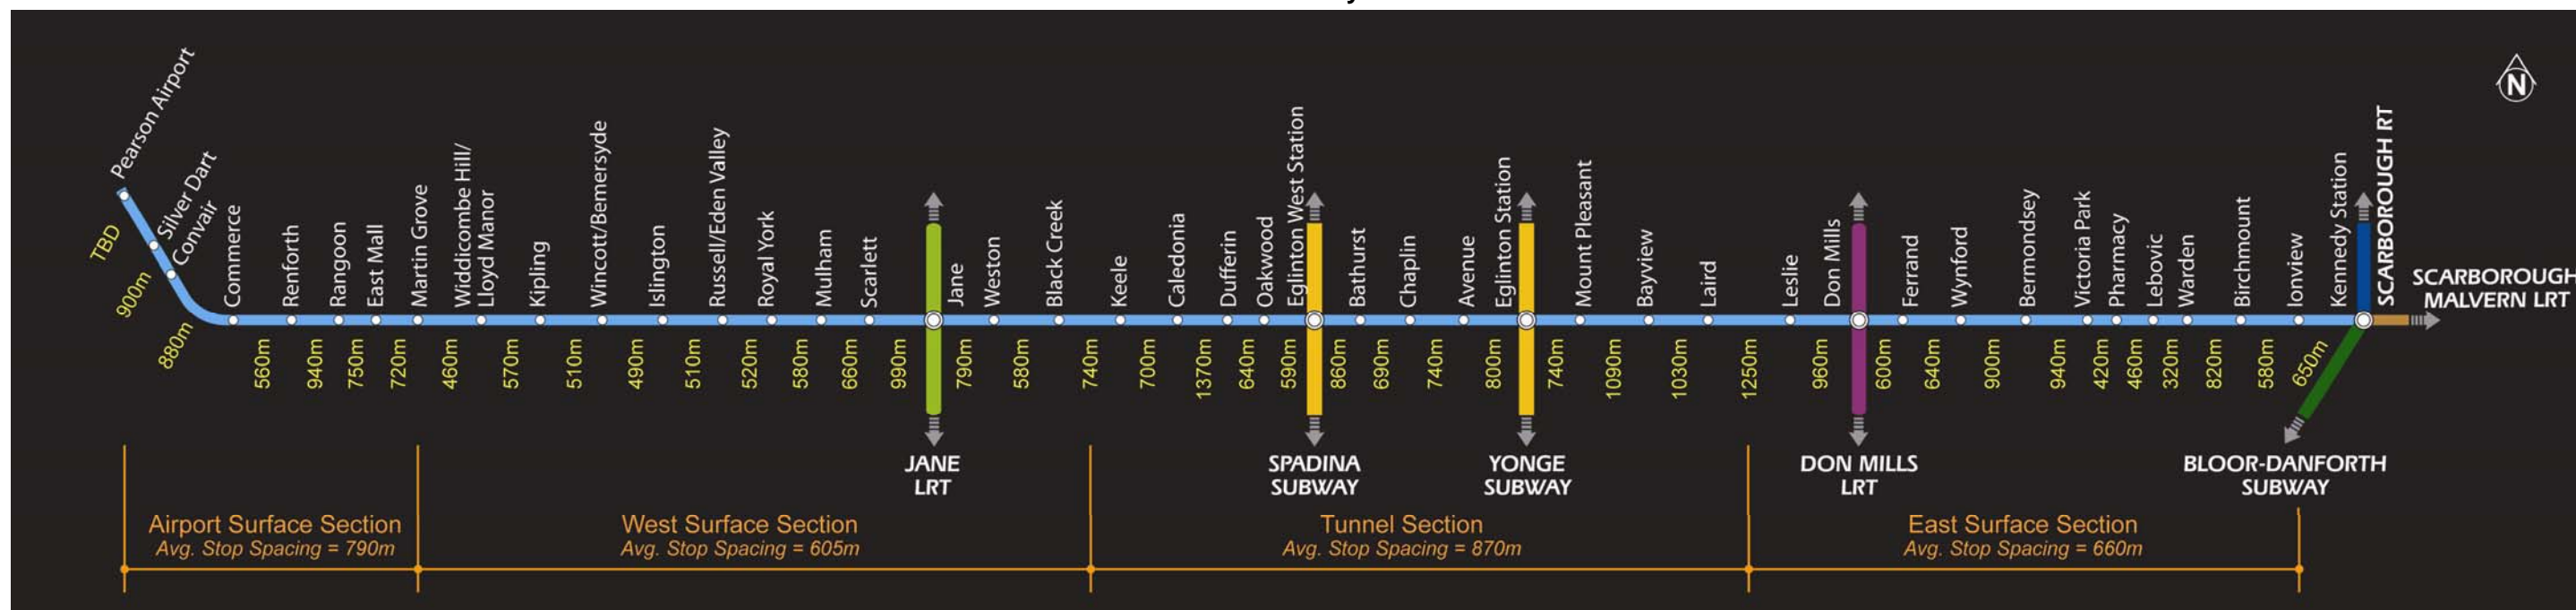 Pearson Airport
Silver Dart
Convair
Commerce
Renforth
Rangoon
East Mall
Martin Grove
Widdicombe Hill/
Lloyd Manor
Kipling
Wincott/Bemersyde
Islington
Russell/Eden Valley
Royal York
Mulham
Scarlett
Jane
Weston
Black Creek
Keele
Caledonia
Dufferin
Oakwood
Eglinton West Station
Bathurst
Chaplin
Avenue
Eglinton Station
Mount Pleasant
Bayview
Laird
Leslie
Don Mills
Ferrand
Wynford
Bermondsey
Victoria Park
Pharmacy
Lebovic
Warden
Birchmount
Ionview
Kennedy Station
SCARBOROUGH RT
N
SCARBOROUGH
MALVERN LRT
TBD
900m
880m
560m
940m
750m
720m
460m
570m
510m
490m
510m
520m
580m
660m
990m
790m
580m
740m
700m
1370m
640m
590m
860m
690m
740m
800m
740m
1090m
1030m
1250m
960m
600m
640m
900m
940m
420m
460m
320m
820m
580m
650m
JANE
LRT
SPADINA
SUBWAY
YONGE
SUBWAY
DON MILLS
LRT
BLOOR-DANFORTH
SUBWAY
Airport Surface Section
Avg. Stop Spacing = 790m
West Surface Section
Avg. Stop Spacing = 605m
Tunnel Section
Avg. Stop Spacing = 870m
East Surface Section
Avg. Stop Spacing = 660m